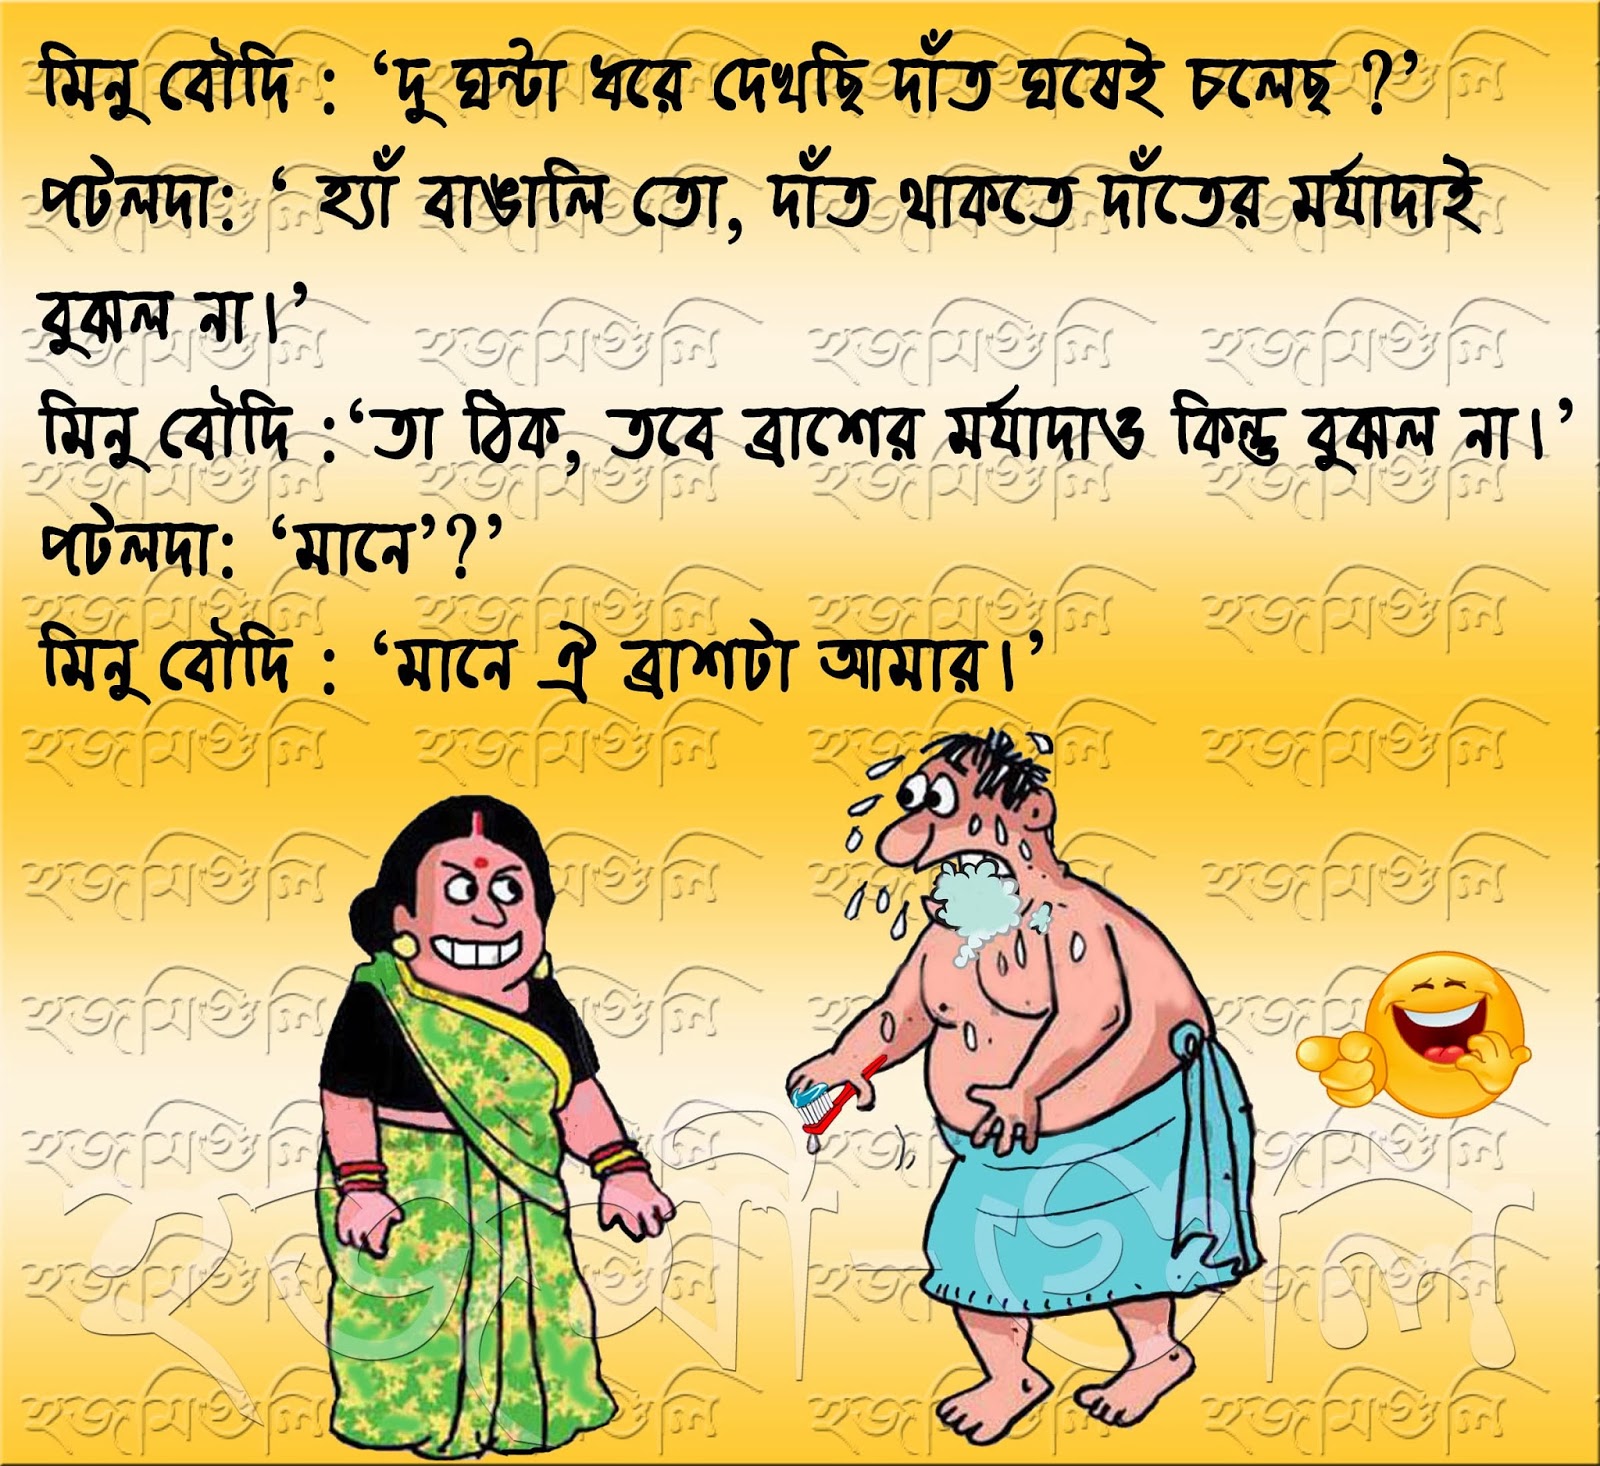 মিনু বৌদি : ‘দু ঘন্টা ধরে দেখছি দাঁত ঘষেই চলেছ ?’
পটলদা: ‘ হ্যাঁ বাঙালি তো, দাঁত থাকতে দাঁতের মর্যাদাই
বুঝল না।’
মিনু বৌদি :‘তা ঠিক, তবে ব্রাশের মর্যাদাও কিন্তু বুঝল না।’
পটলদা: ‘মানে’?’
মিনু বৌদি : ‘মানে ঐ ব্রাশটা আমার।’